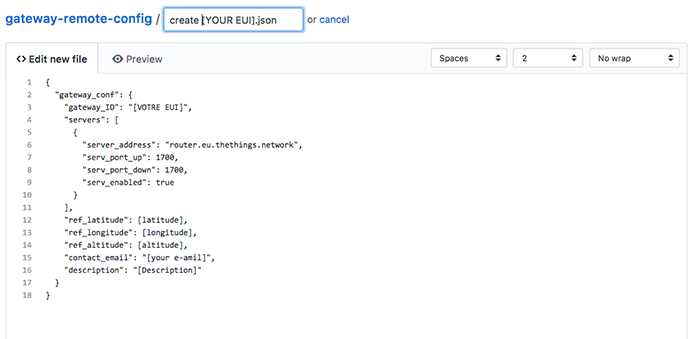 gateway-remote-config / create [YOUR EUI].json or cancel
<> Edit new file Preview Spaces 2 No wrap
1 {
2 "gateway_conf": {
3 "gateway_ID": "[VOTRE EUI]",
4 "servers": [
5 {
6 "server_address": "router.eu.thethings.network",
7 "serv_port_up": 1700,
8 "serv_port_down": 1700,
9 "serv_enabled": true
10 }
11 ],
12 "ref_latitude": [latitude],
13 "ref_longitude": [longitude],
14 "ref_altitude": [altitude],
15 "contact_email": "[your e-amil]",
16 "description": "[Description]"
17 }
18 }